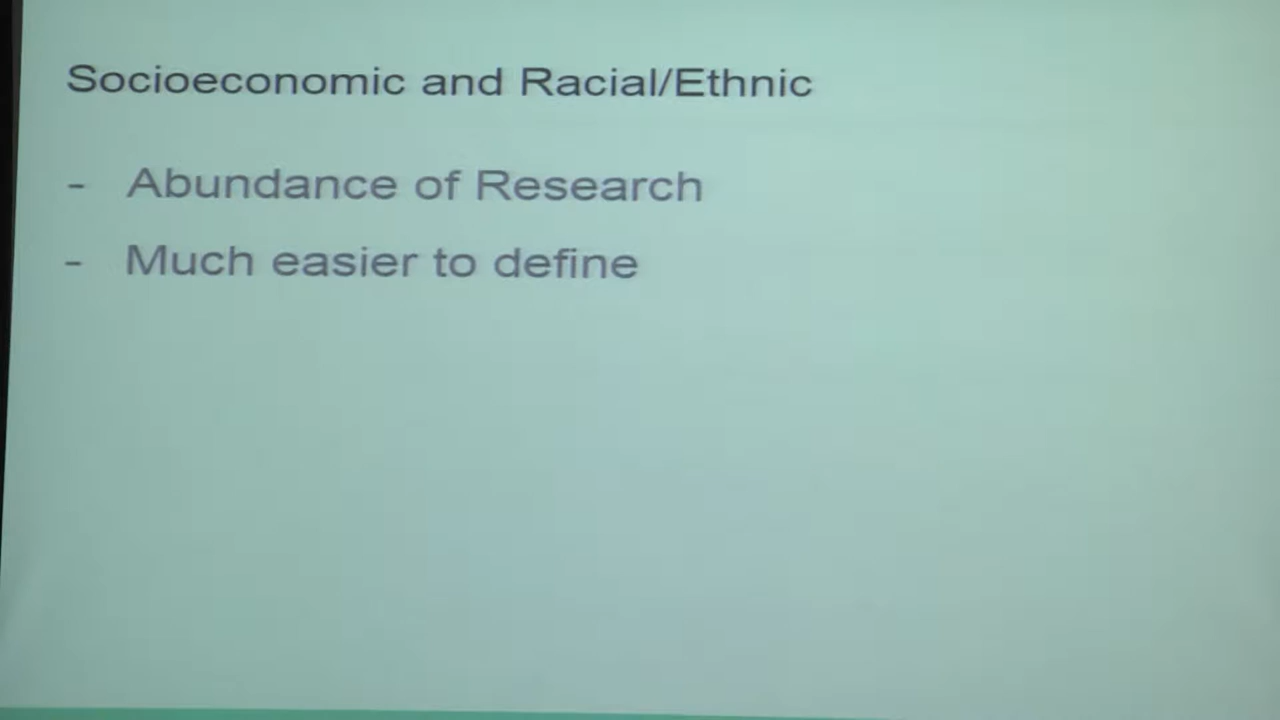 Socioeconomic and Racial/Ethnic
- Abundance of Research
- Much easier to define